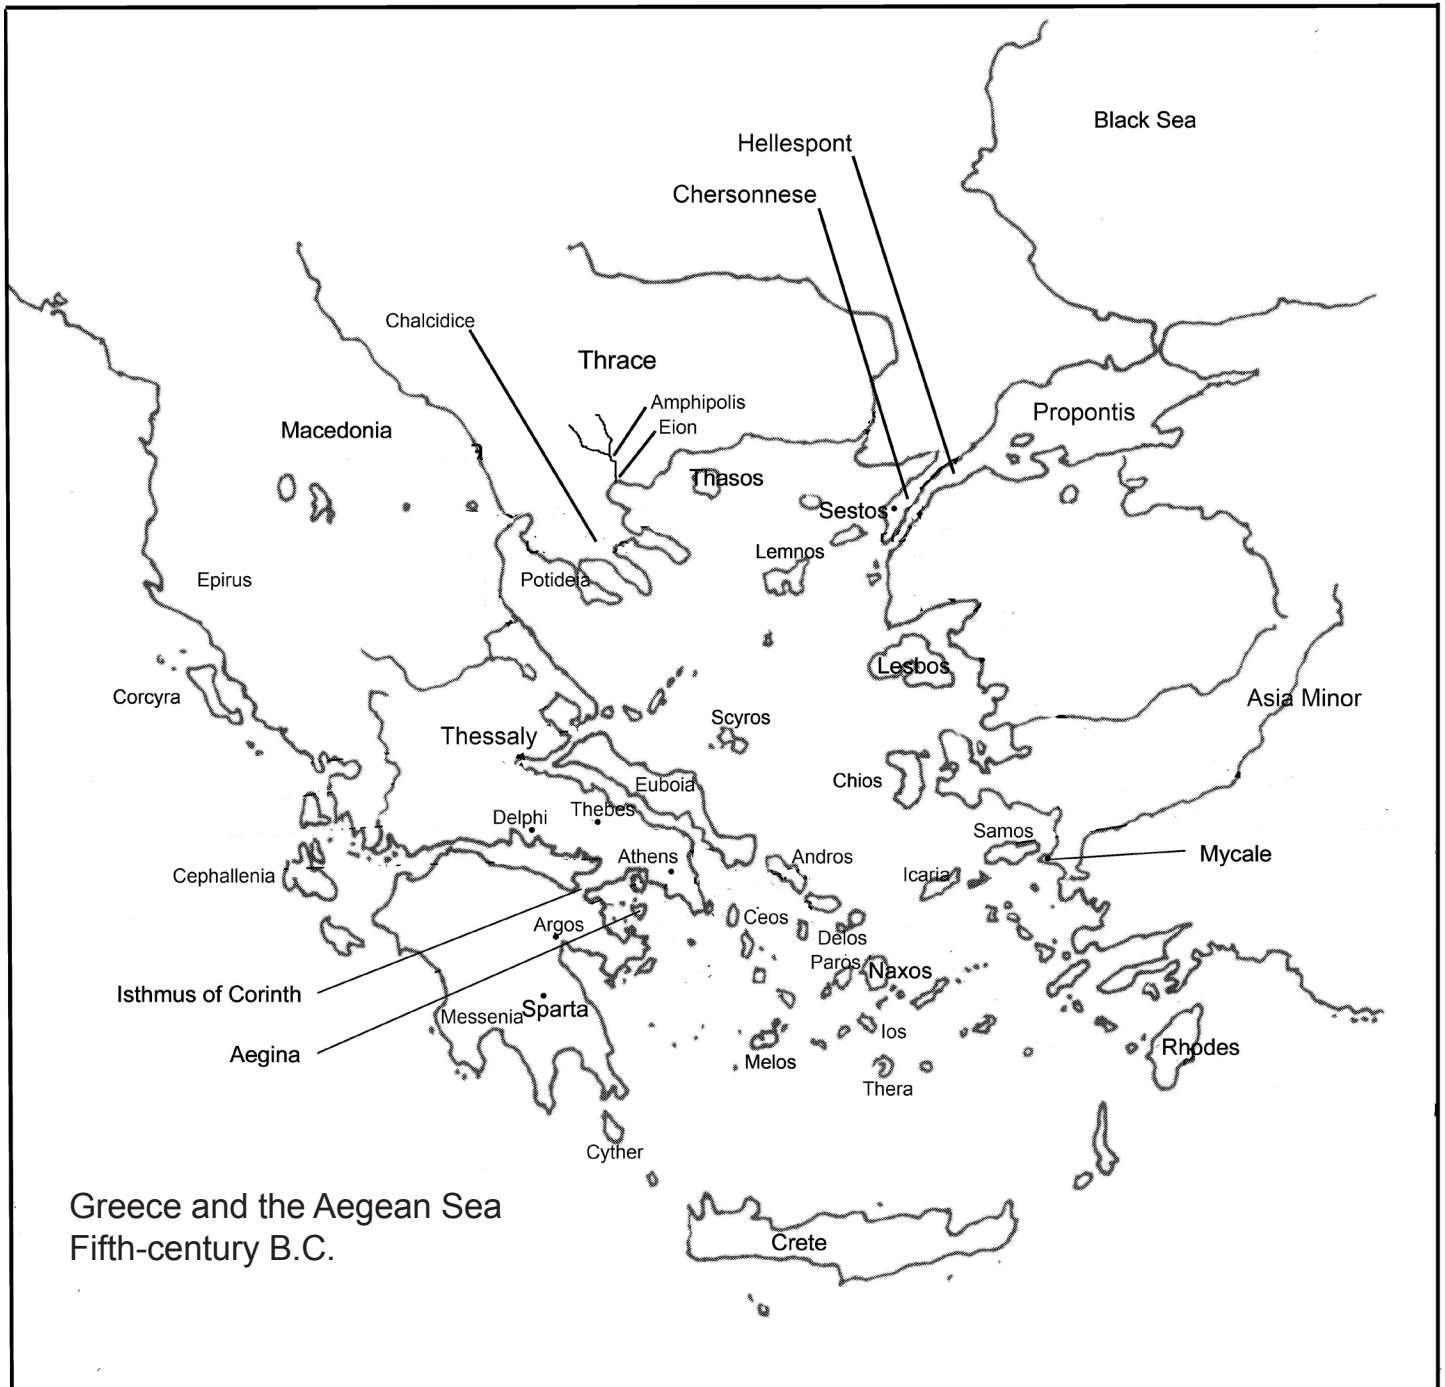 Black Sea
Hellespont
Chersonnese
Chalcidice
Thrace
Amphipolis
Eion
Propontis
Macedonia
Thasos
Sestos
Lemnos
Epirus
Potideia
Lesbos
Corcyra
Asia Minor
Scyros
Thessaly
Chios
Euboia
Delphi
Thebes
Samos
Mycale
Athens
Andros
Cephallenia
Icaria
Ceos
Argos
Delos
Paros
Naxos
Isthmus of Corinth
Messenia
Sparta
Ios
Aegina
Melos
Rhodes
Thera
Cyther
Greece and the Aegean Sea
Fifth-century B.C.
Crete